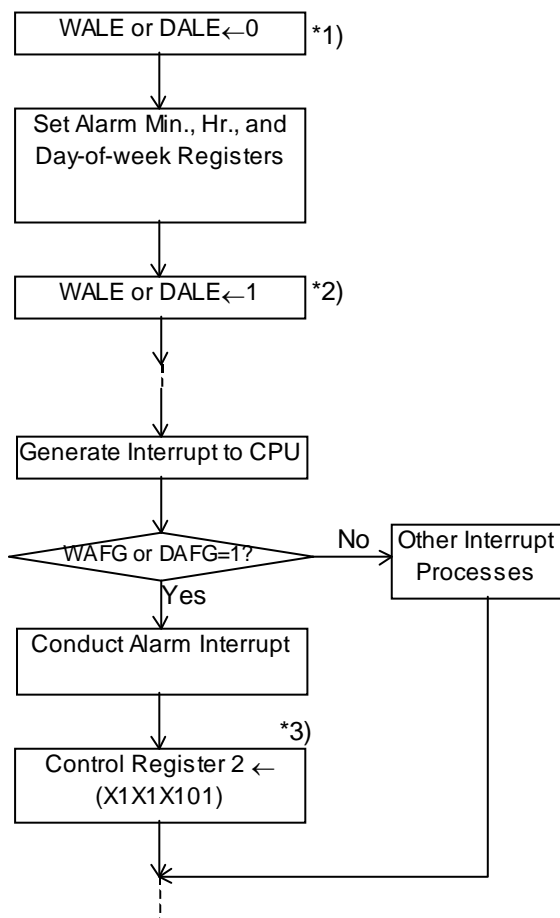 WALE or DALE←0
*1)
Set Alarm Min., Hr., and
Day-of-week Registers
WALE or DALE←1
*2)
Generate Interrupt to CPU
WAFG or DAFG=1?
No
Other Interrupt
Processes
Yes
Conduct Alarm Interrupt
*3)
Control Register 2 ←
(X1X1X101)